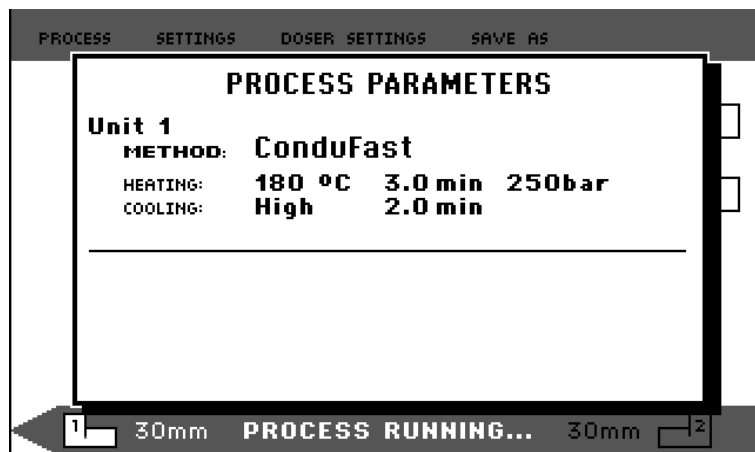 PROCESS SETTINGS DOSER SETTINGS SAVE AS
PROCESS PARAMETERS
Unit 1
METHOD: ConduFast
HEATING: 180 ºC 3.0 min 250bar
COOLING: High 2.0 min
1 30mm PROCESS RUNNING... 30mm 2